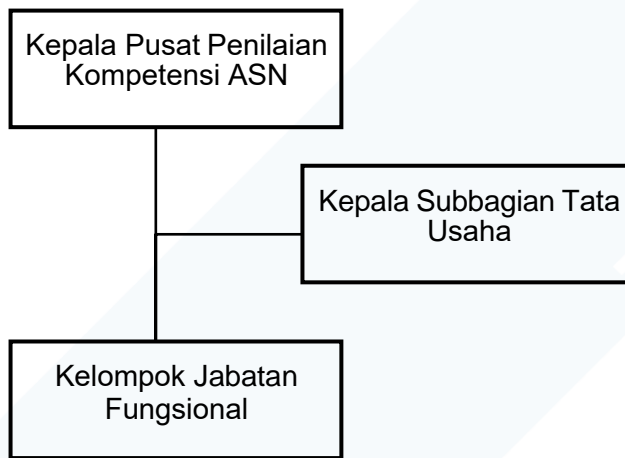 Kepala Pusat Penilaian
Kompetensi ASN
Kepala Subbagian Tata
Usaha
Kelompok Jabatan
Fungsional